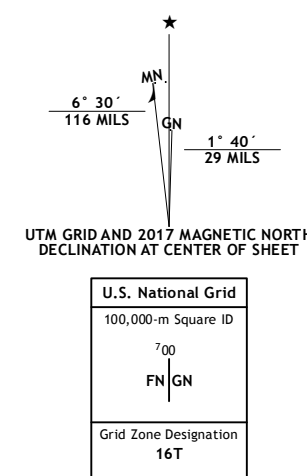 ★
MN
6° 30´
116 MILS
GN
1° 40´
29 MILS
UTM GRID AND 2017 MAGNETIC NORTH
DECLINATION AT CENTER OF SHEET
U.S. National Grid
100,000-m Square ID
⁷00
FN GN
Grid Zone Designation
16T